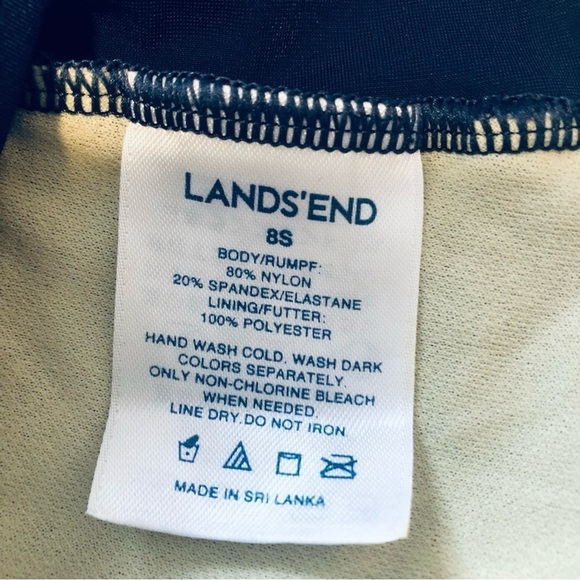 LANDS'END
8S
BODY/RUMPF:
80% NYLON
20% SPANDEX/ELASTANE
LINING/FUTTER:
100% POLYESTER
HAND WASH COLD. WASH DARK
COLORS SEPARATELY.
ONLY NON-CHLORINE BLEACH
WHEN NEEDED.
LINE DRY. DO NOT IRON.
MADE IN SRI LANKA